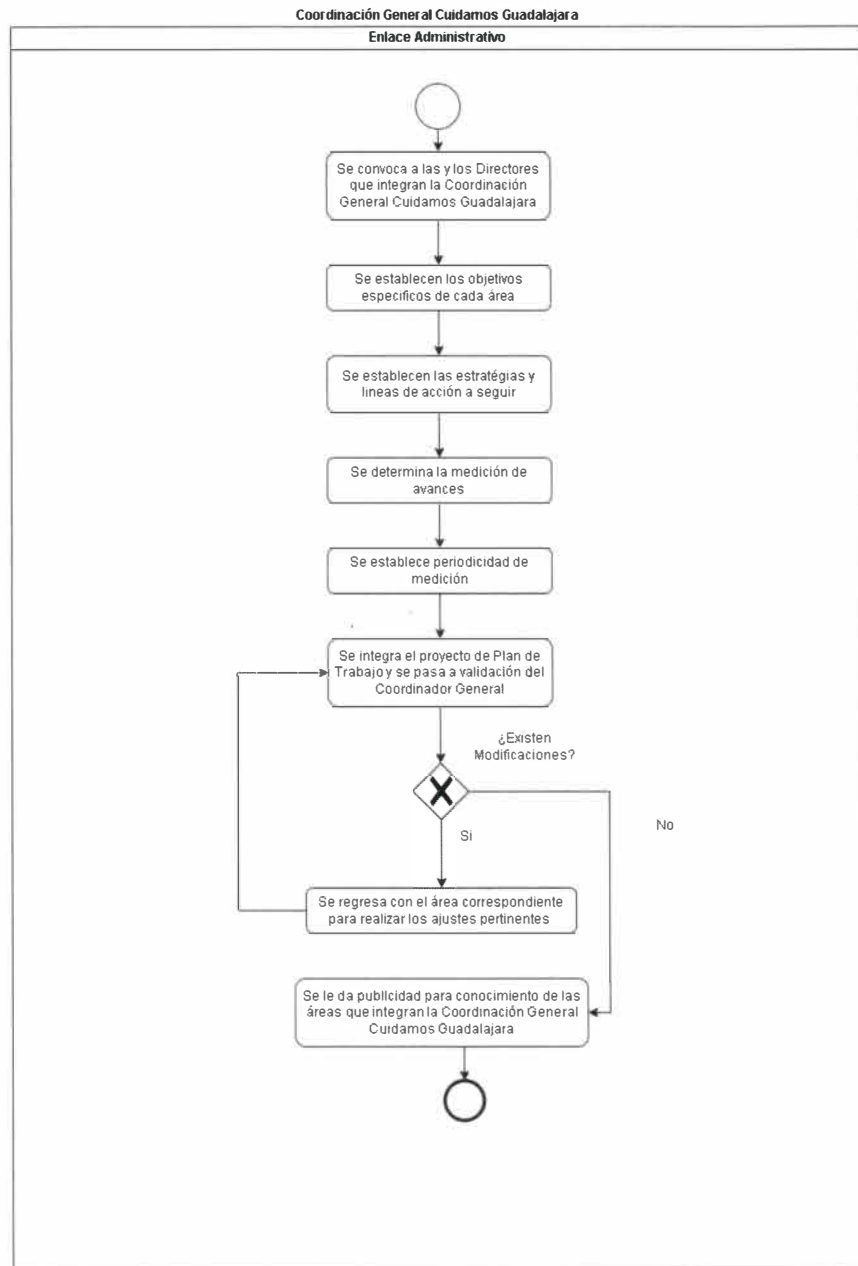 Coordinación General Cuidamos Guadalajara
Enlace Administrativo
Se convoca a las y los Directores
que integran la Coordinación
General Cuidamos Guadalajara
Se establecen los objetivos
especificos de cada área
Se establecen las estratégias y
lineas de acción a seguir
Se determina la medición de
avances
Se establece periodicidad de
medición
Se integra el proyecto de Plan de
Trabajo y se pasa a validación del
Coordinador General
¿Existen
Modificaciones?
No
Si
Se regresa con el área correspondiente
para realizar los ajustes pertinentes
Se le da publicidad para conocimiento de las
áreas que integran la Coordinación General
Cuidamos Guadalajara